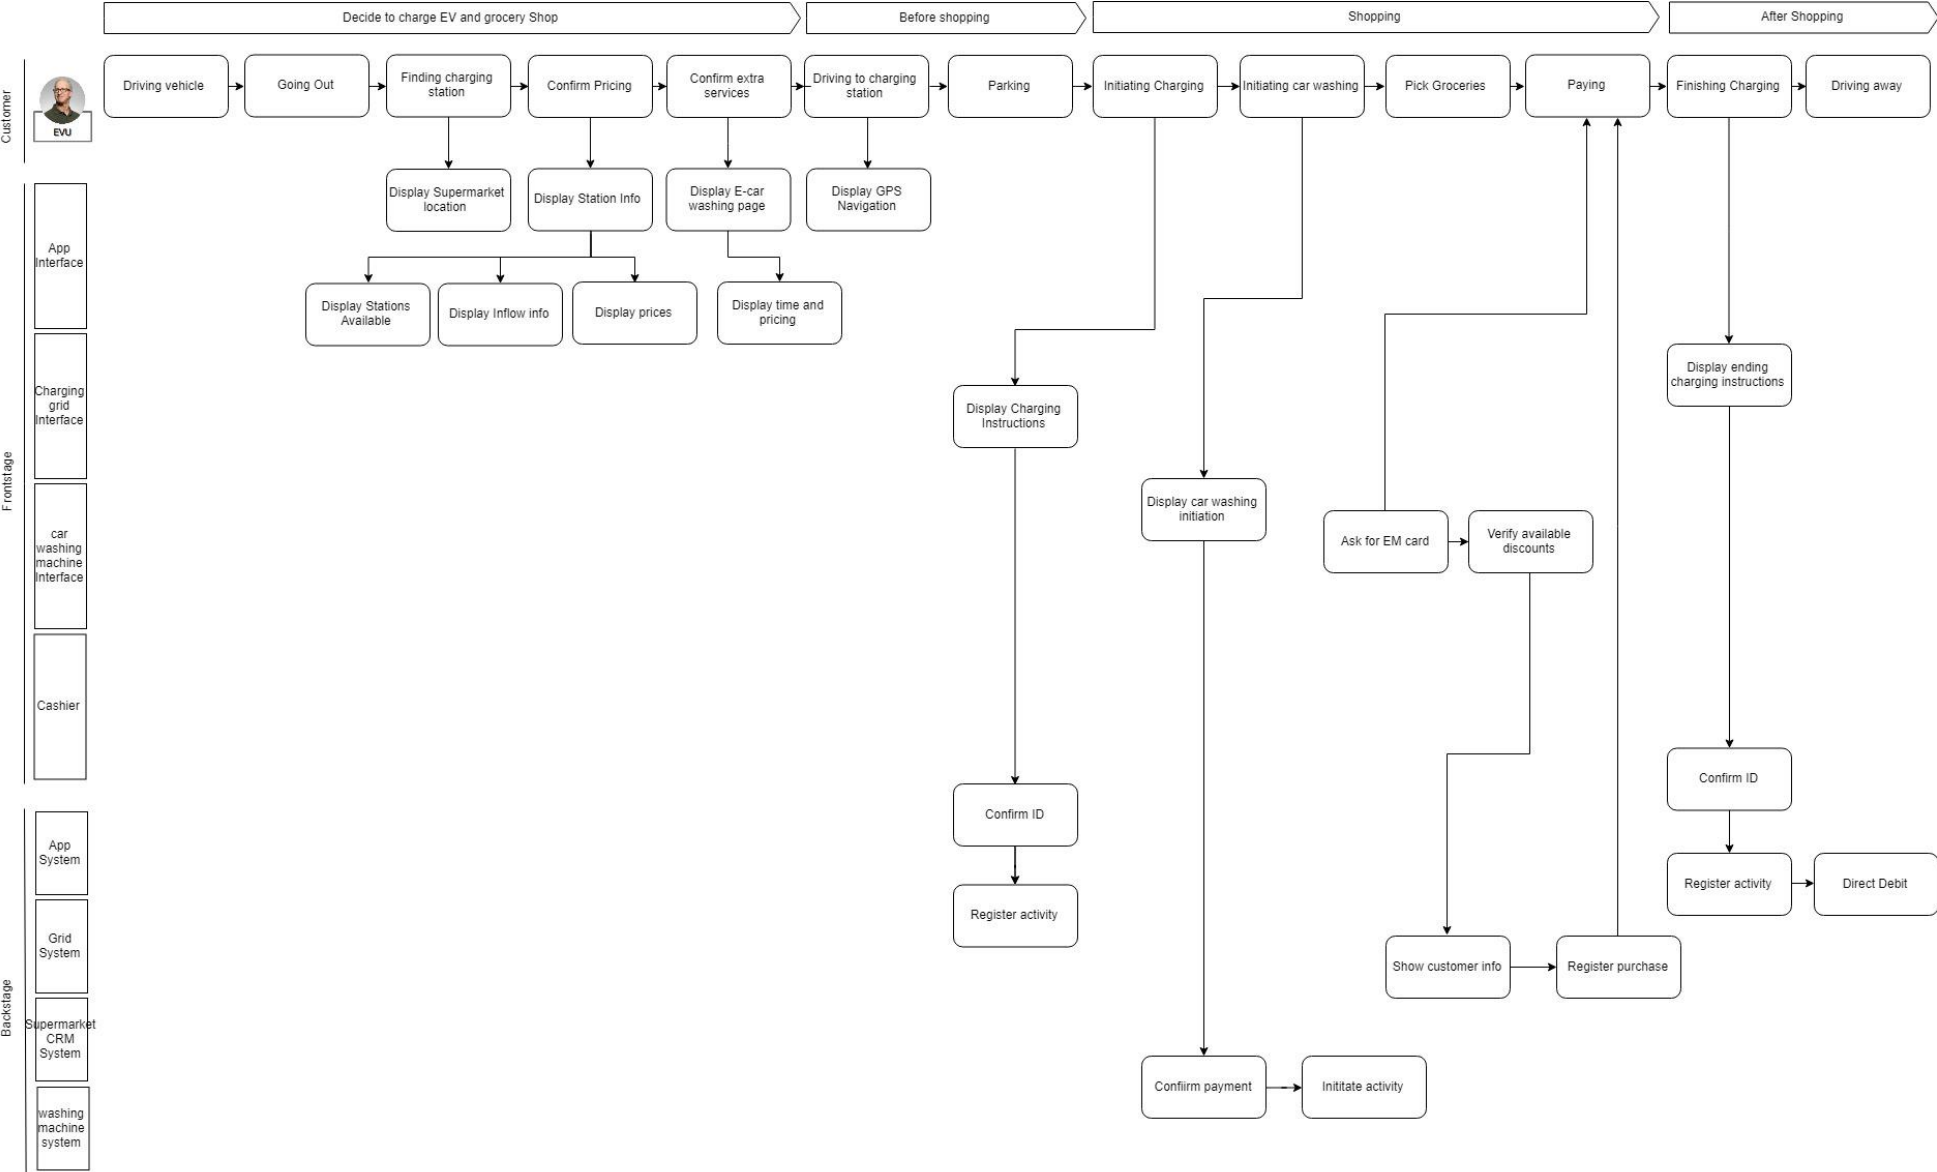 Decide to charge EV and grocery Shop
Before shopping
Shopping
After Shopping
Customer
EVU
Driving vehicle
Going Out
Finding charging
station
Confirm Pricing
Confirm extra
services
Driving to charging
station
Parking
Initiating Charging
Initiating car washing
Pick Groceries
Paying
Finishing Charging
Driving away
Frontstage
App
Interface
Display Supermarket
location
Display Station Info
Display E-car
washing page
Display GPS
Navigation
Display Stations
Available
Display Inflow info
Display prices
Display time and
pricing
Charging
grid
Interface
Display Charging
Instructions
Display ending
charging instructions
car
washing
machine
Interface
Display car washing
initiation
Ask for EM card
Verify available
discounts
Cashier
Confirm ID
Backstage
App
System
Confirm ID
Register activity
Register activity
Direct Debit
Grid
System
Show customer info
Register purchase
Supermarket
CRM
System
Confiirm payment
Inititate activity
washing
machine
system